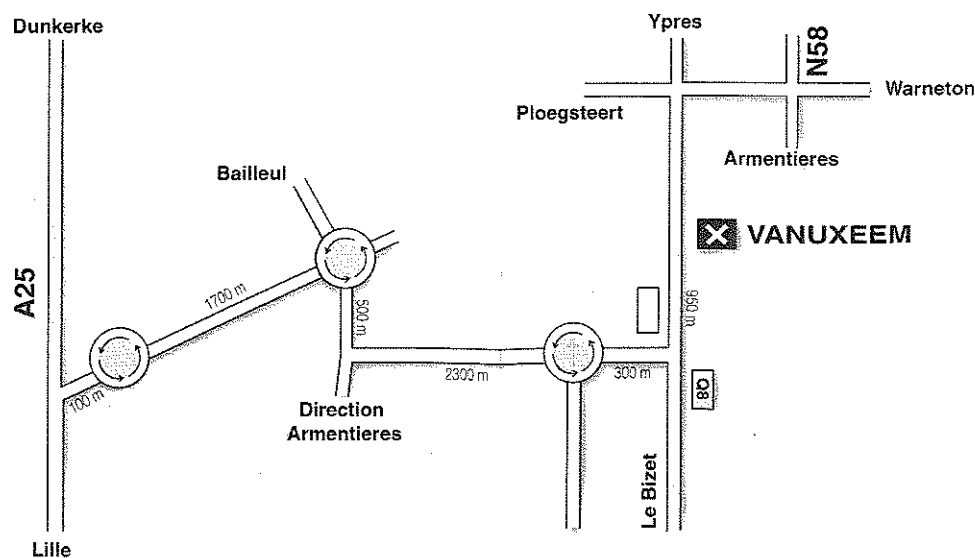 Dunkerke
Ypres
N58
Warneton
Ploegsteert
Armentieres
Bailleul
VANUXEEM
A25
1700 m
500 m
950 m
100 m
2300 m
300 m
Q8
Direction
Armentieres
Le Bizet
Lille